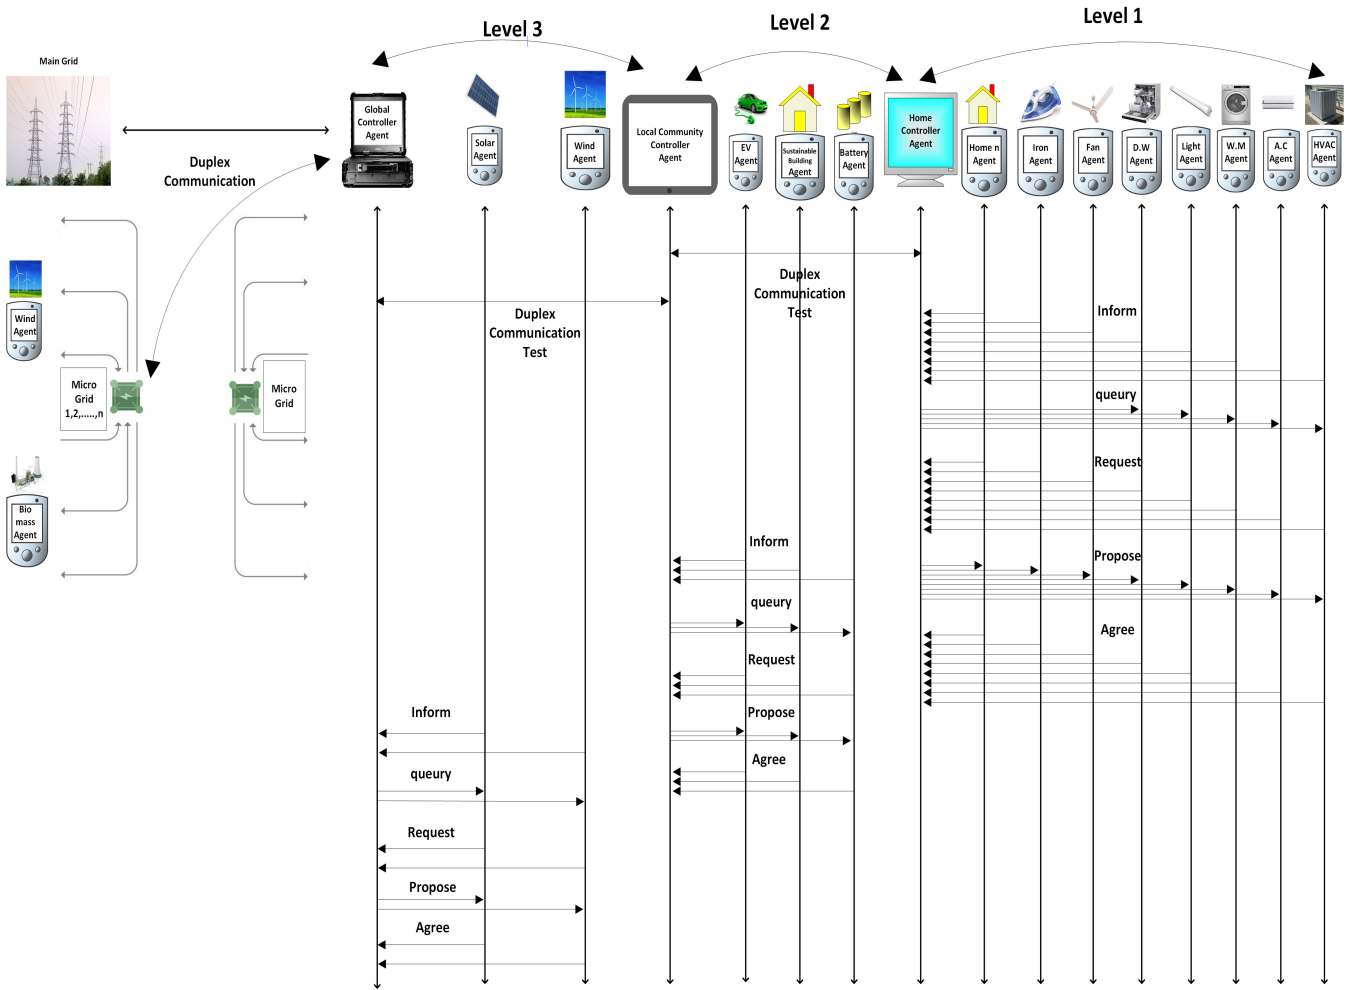 Level 3
Level 2
Level 1
Main Grid
Duplex
Communication
Global
Controller
Agent
Solar
Agent
Wind
Agent
Local Community
Controller
Agent
EV
Agent
Sustainable
Building
Agent
Battery
Agent
Home
Controller
Agent
Home n
Agent
Iron
Agent
Fan
Agent
D.W
Agent
Light
Agent
W.M
Agent
A.C
Agent
HVAC
Agent
Wind
Agent
Micro
Grid
1,2,.....,n
Micro
Grid
Bio
mass
Agent
Duplex
Communication
Test
Duplex
Communication
Test
Inform
queury
Request
Propose
Agree
Inform
queury
Request
Propose
Agree
Inform
queury
Request
Propose
Agree